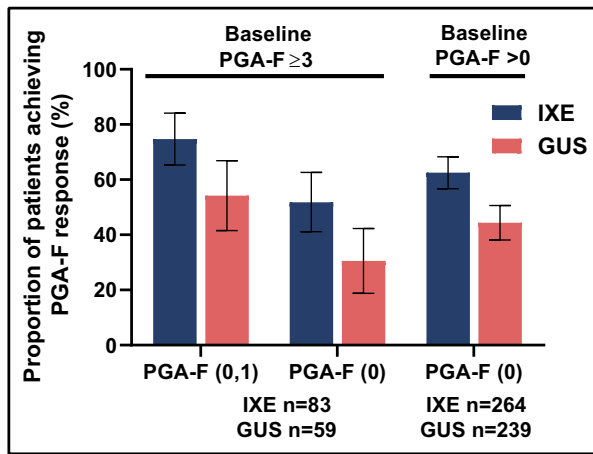 Baseline
PGA-F ≥3
Baseline
PGA-F >0
Proportion of patients achieving
PGA-F response (%)
100
80
60
40
20
0
IXE
GUS
PGA-F (0,1)
PGA-F (0)
PGA-F (0)
IXE n=83
GUS n=59
IXE n=264
GUS n=239